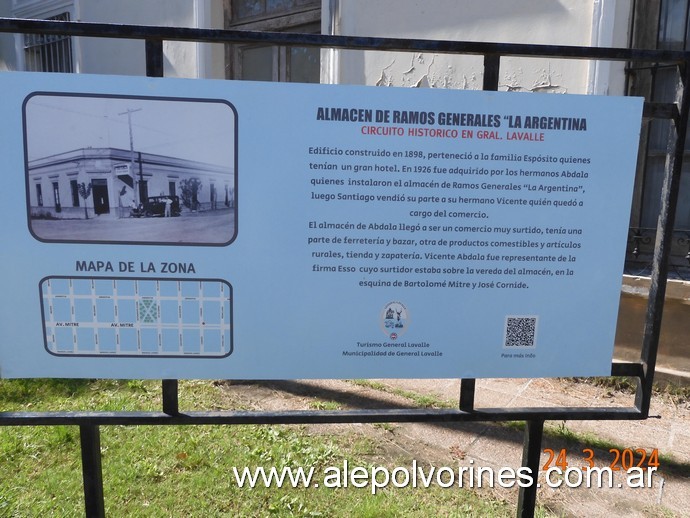 ALMACEN DE RAMOS GENERALES “LA ARGENTINA
CIRCUITO HISTORICO EN GRAL. LAVALLE
Edificio construido en 1898, perteneció a la familia Espósito quienes
tenían un gran hotel. En 1926 fue adquirido por los hermanos Abdala
quienes instalaron el almacén de Ramos Generales “La Argentina”,
luego Santiago vendió su parte a su hermano Vicente quién quedó a
cargo del comercio.
El almacén de Abdala llegó a ser un comercio muy surtido, tenía una
parte de ferretería y bazar, otra de productos comestibles y artículos
rurales, tienda y zapatería. Vicente Abdala fue representante de la
firma Esso cuyo surtidor estaba sobre la vereda del almacén, en la
esquina de Bartolomé Mitre y José Cornide.
MAPA DE LA ZONA
AV. MITRE AV. MITRE
Turismo General Lavalle
Municipalidad de General Lavalle
Para más info
24 3 2024
www.alepolvorines.com.ar